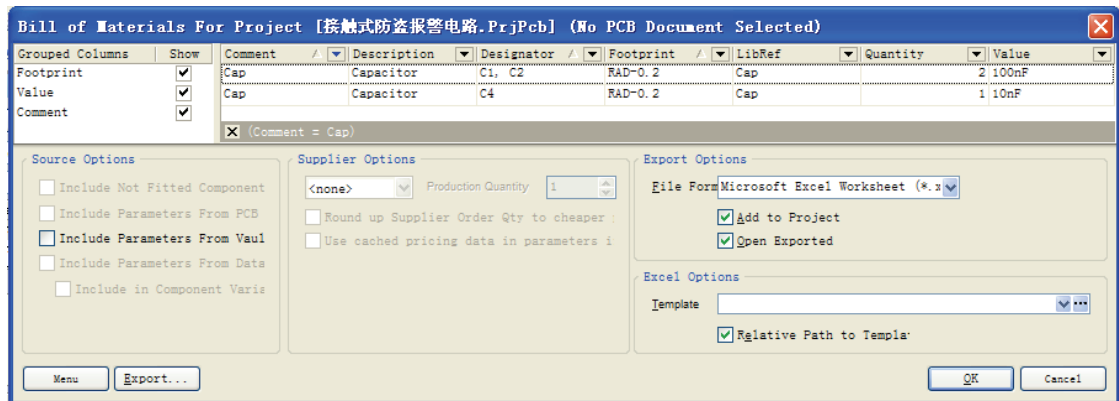 Bill of Materials For Project [接触式防盗报警电路.PrjPcb] (No PCB Document Selected)
Grouped Columns Show Comment Description Designator Footprint LibRef Quantity Value
Footprint Cap Capacitor C1, C2 RAD-0.2 Cap 2 100nF
Value Cap Capacitor C4 RAD-0.2 Cap 1 10nF
Comment
(Comment = Cap)
Source Options Supplier Options Export Options
Include Not Fitted Component <none> Production Quantity 1 File Form Microsoft Excel Worksheet (*.x
Include Parameters From PCB Round up Supplier Order Qty to cheaper Add to Project
Include Parameters From Vaul Use cached pricing data in parameters i Open Exported
Include Parameters From Data
Include in Component Varia Excel Options
Template
Relative Path to Templa
Menu Export... OK Cancel